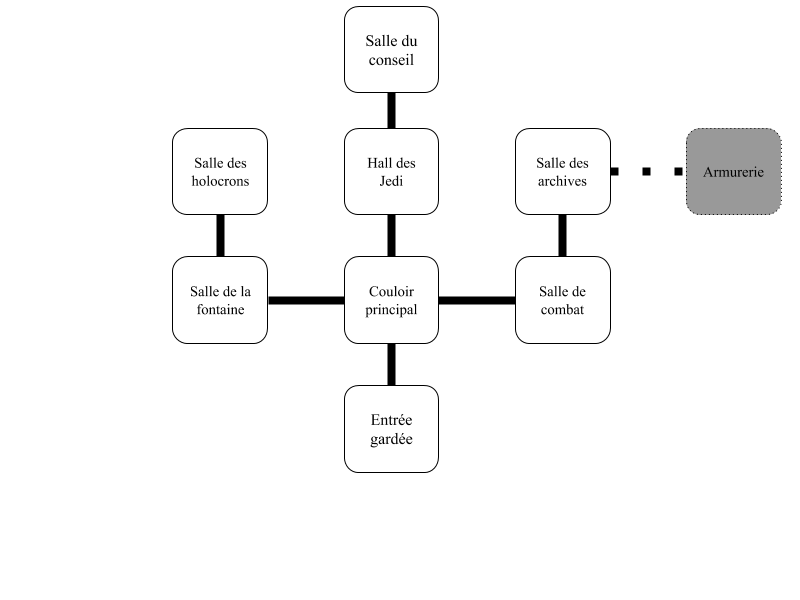 Salle du
conseil
Salle des
holocrons
Hall des
Jedi
Salle des
archives
Armurerie
Salle de la
fontaine
Couloir
principal
Salle de
combat
Entrée
gardée